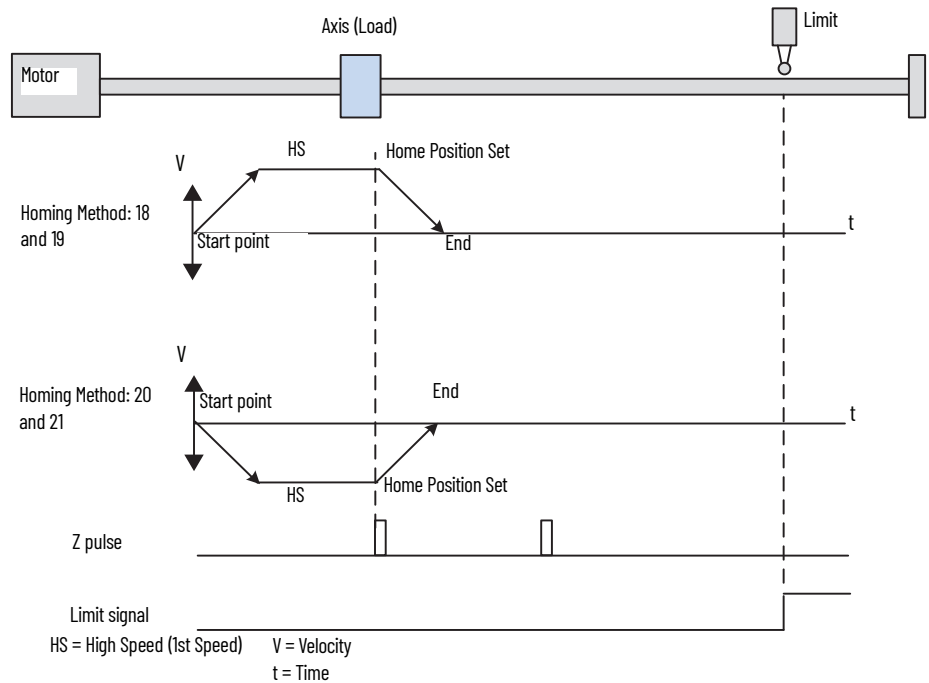 Limit
Axis (Load)
Motor
HS
Home Position Set
V
Homing Method: 18
and 19
t
Start point
End
V
Homing Method: 20
and 21
End
Start point
t
HS
Home Position Set
Z pulse
Limit signal
HS = High Speed (1st Speed)
V = Velocity
t = Time